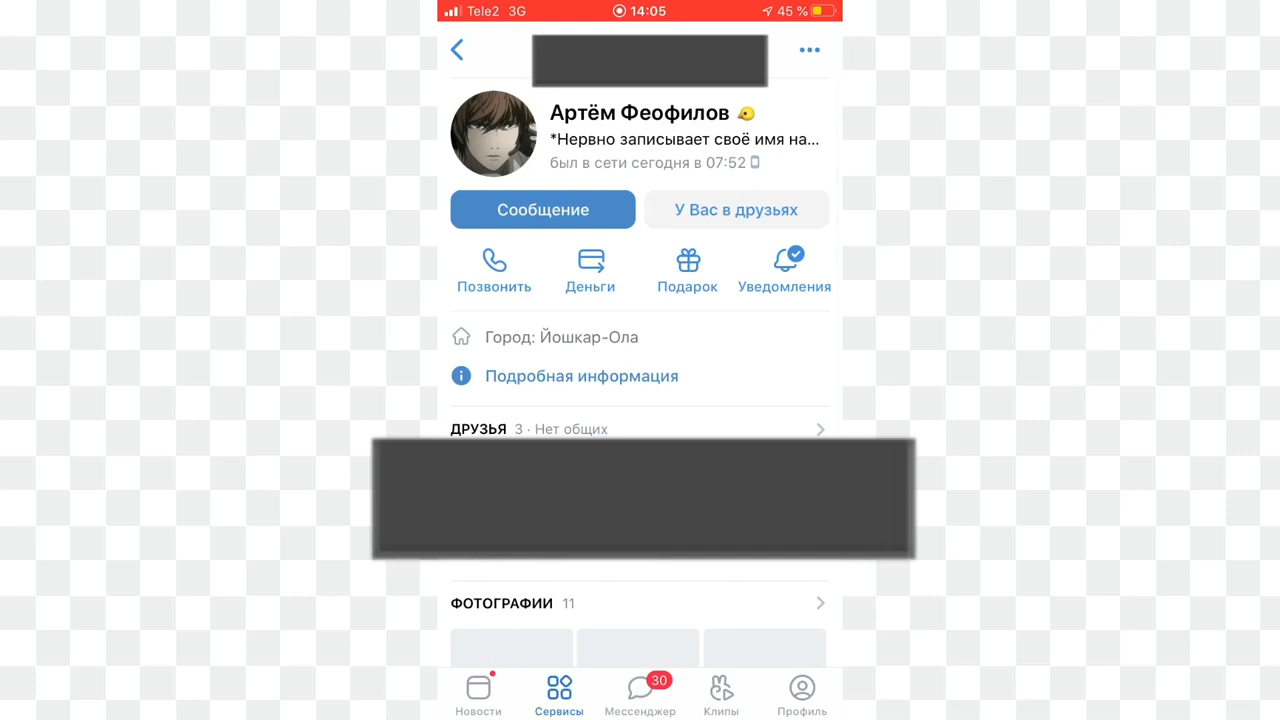 Tele2 3G 14:05 45 %
Артём Феофилов
*Нервно записывает своё имя на...
был в сети сегодня в 07:52
Сообщение У Вас в друзьях
Позвонить Деньги Подарок Уведомления
Город: Йошкар-Ола
Подробная информация
ДРУЗЬЯ 3 · Нет общих
ФОТОГРАФИИ 11
30
Новости Сервисы Мессенджер Клипы Профиль